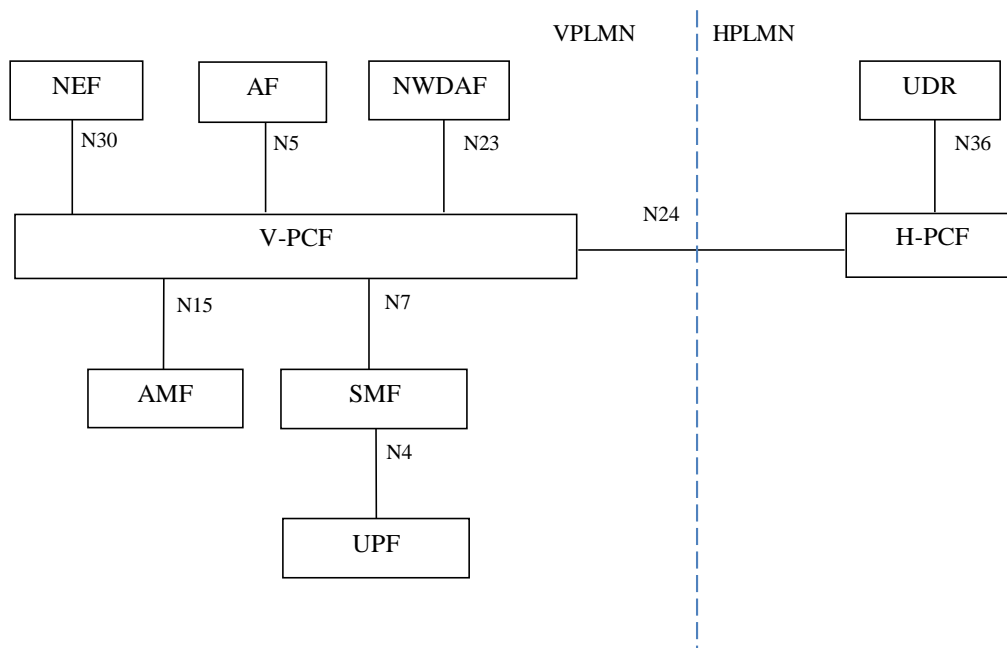 VPLMN
HPLMN
NEF
AF
NWDAF
UDR
N30
N5
N23
N36
N24
V-PCF
H-PCF
N15
N7
AMF
SMF
N4
UPF